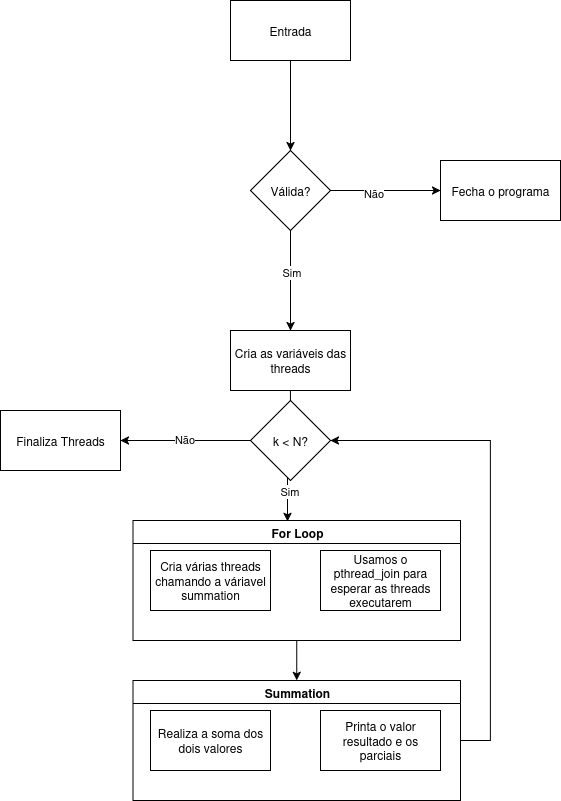 Entrada
Válida?
Não
Fecha o programa
Sim
Cria as variáveis das
threads
Finaliza Threads
Não
k < N?
Sim
For Loop
Cria várias threads
chamando a váriavel
summation
Usamos o
pthread_join para
esperar as threads
executarem
Summation
Realiza a soma dos
dois valores
Printa o valor
resultado e os
parciais